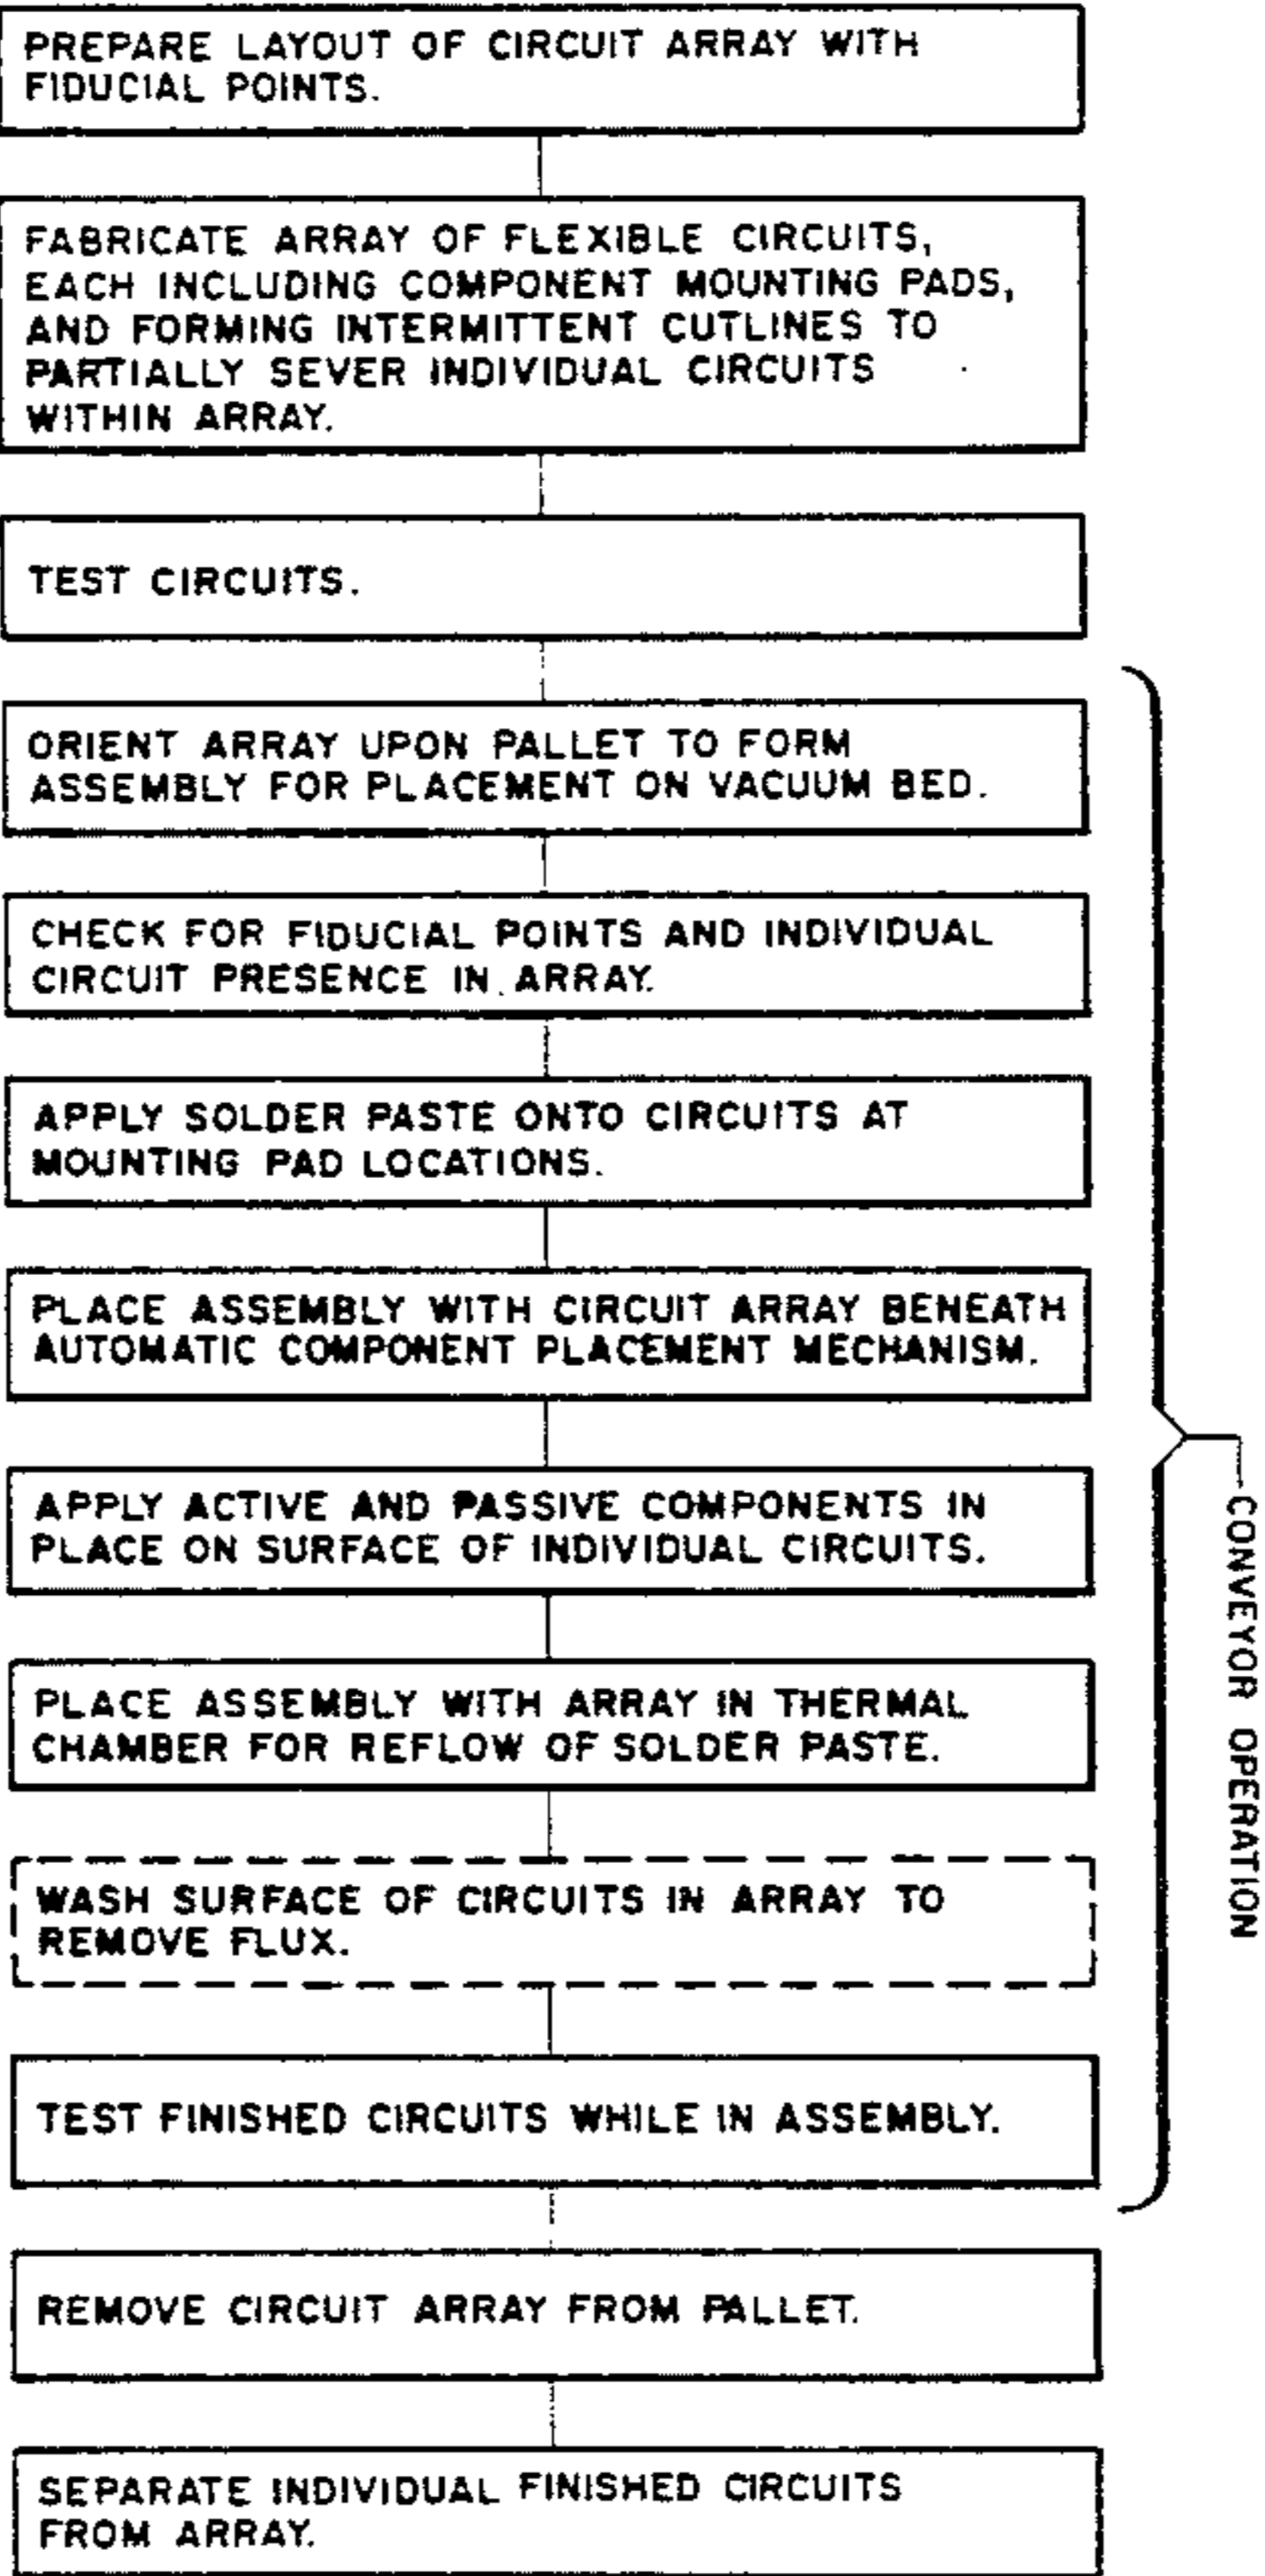 PREPARE LAYOUT OF CIRCUIT ARRAY WITH
FIDUCIAL POINTS.
FABRICATE ARRAY OF FLEXIBLE CIRCUITS,
EACH INCLUDING COMPONENT MOUNTING PADS,
AND FORMING INTERMITTENT CUTLINES TO
PARTIALLY SEVER INDIVIDUAL CIRCUITS
WITHIN ARRAY.
TEST CIRCUITS.
ORIENT ARRAY UPON PALLET TO FORM
ASSEMBLY FOR PLACEMENT ON VACUUM BED.
CHECK FOR FIDUCIAL POINTS AND INDIVIDUAL
CIRCUIT PRESENCE IN ARRAY.
APPLY SOLDER PASTE ONTO CIRCUITS AT
MOUNTING PAD LOCATIONS.
PLACE ASSEMBLY WITH CIRCUIT ARRAY BENEATH
AUTOMATIC COMPONENT PLACEMENT MECHANISM.
APPLY ACTIVE AND PASSIVE COMPONENTS IN
PLACE ON SURFACE OF INDIVIDUAL CIRCUITS.
PLACE ASSEMBLY WITH ARRAY IN THERMAL
CHAMBER FOR REFLOW OF SOLDER PASTE.
WASH SURFACE OF CIRCUITS IN ARRAY TO
REMOVE FLUX.
TEST FINISHED CIRCUITS WHILE IN ASSEMBLY.
REMOVE CIRCUIT ARRAY FROM PALLET.
SEPARATE INDIVIDUAL FINISHED CIRCUITS
FROM ARRAY.
CONVEYOR OPERATION